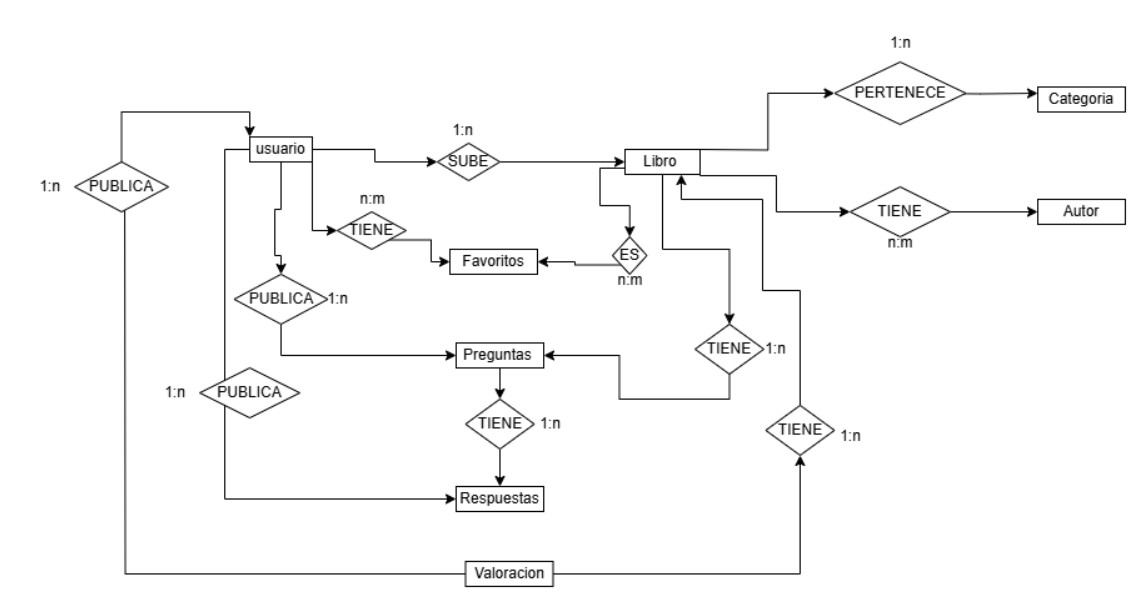 1:n
PERTENECE
Categoria
1:n
usuario
SUBE
Libro
1:n
PUBLICA
n:m
TIENE
Autor
n:m
TIENE
Favoritos
ES
n:m
PUBLICA
1:n
TIENE
1:n
Preguntas
1:n
PUBLICA
TIENE
1:n
TIENE
1:n
Respuestas
Valoracion